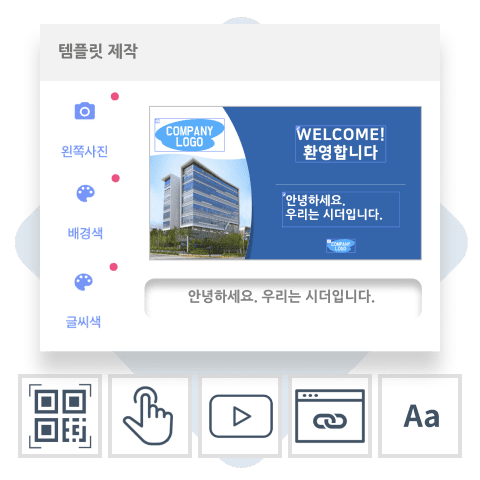 템플릿 제작
왼쪽사진
배경색
글씨색
COMPANY
LOGO
WELCOME!
환영합니다
안녕하세요.
우리는 시더입니다.
COMPANY
LOGO
안녕하세요. 우리는 시더입니다.
Aa